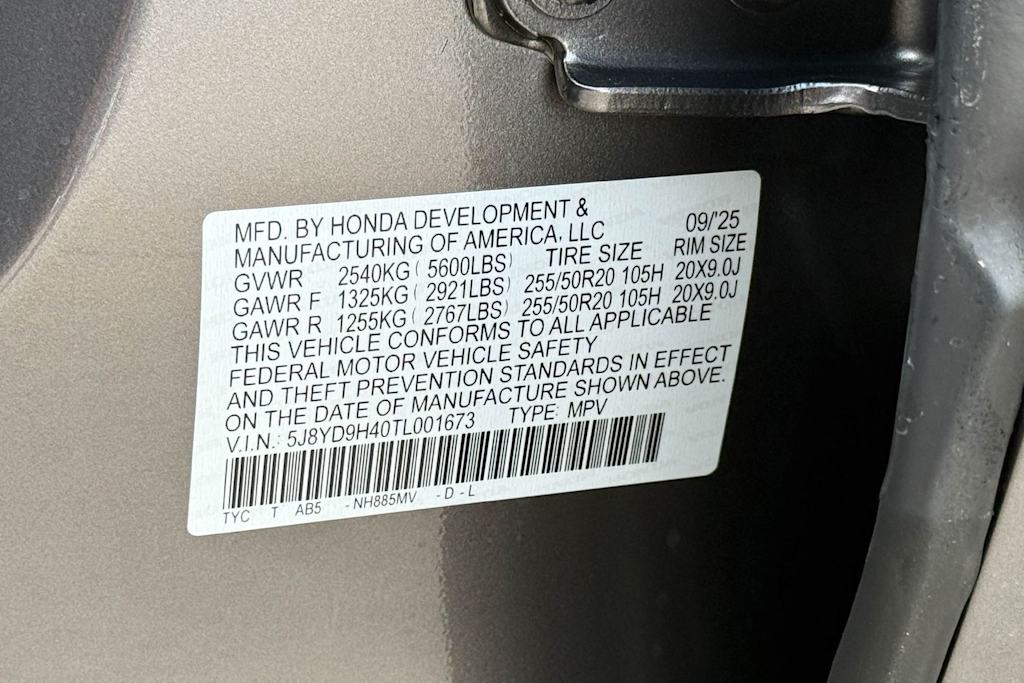 MFD. BY HONDA DEVELOPMENT &
MANUFACTURING OF AMERICA, LLC 09/'25
GVWR 2540KG ( 5600LBS) TIRE SIZE RIM SIZE
GAWR F 1325KG ( 2921LBS) 255/50R20 105H 20X9.0J
GAWR R 1255KG ( 2767LBS) 255/50R20 105H 20X9.0J
THIS VEHICLE CONFORMS TO ALL APPLICABLE
FEDERAL MOTOR VEHICLE SAFETY
AND THEFT PREVENTION STANDARDS IN EFFECT
ON THE DATE OF MANUFACTURE SHOWN ABOVE.
V.I.N.: 5J8YD9H40TL001673 TYPE: MPV
TYC T AB5 -NH885MV -D-L